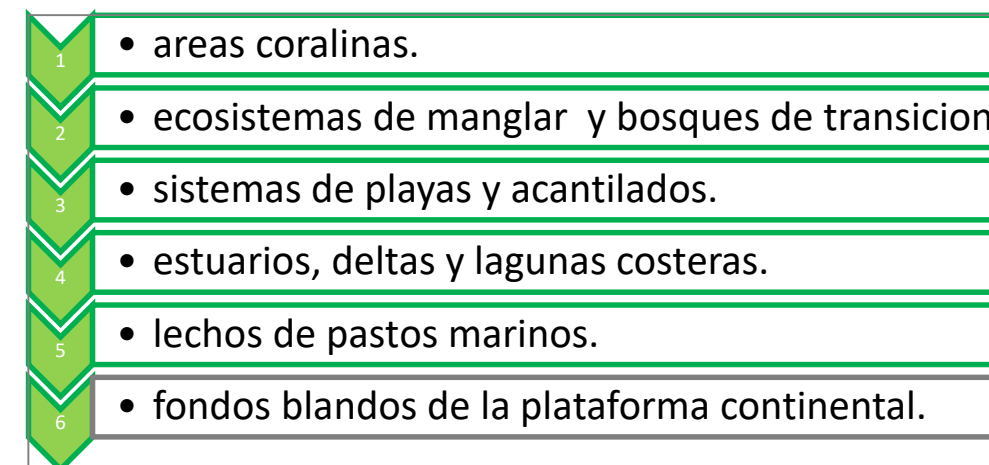 1 • areas coralinas.
2 • ecosistemas de manglar y bosques de transicion
3 • sistemas de playas y acantilados.
4 • estuarios, deltas y lagunas costeras.
5 • lechos de pastos marinos.
6 • fondos blandos de la plataforma continental.